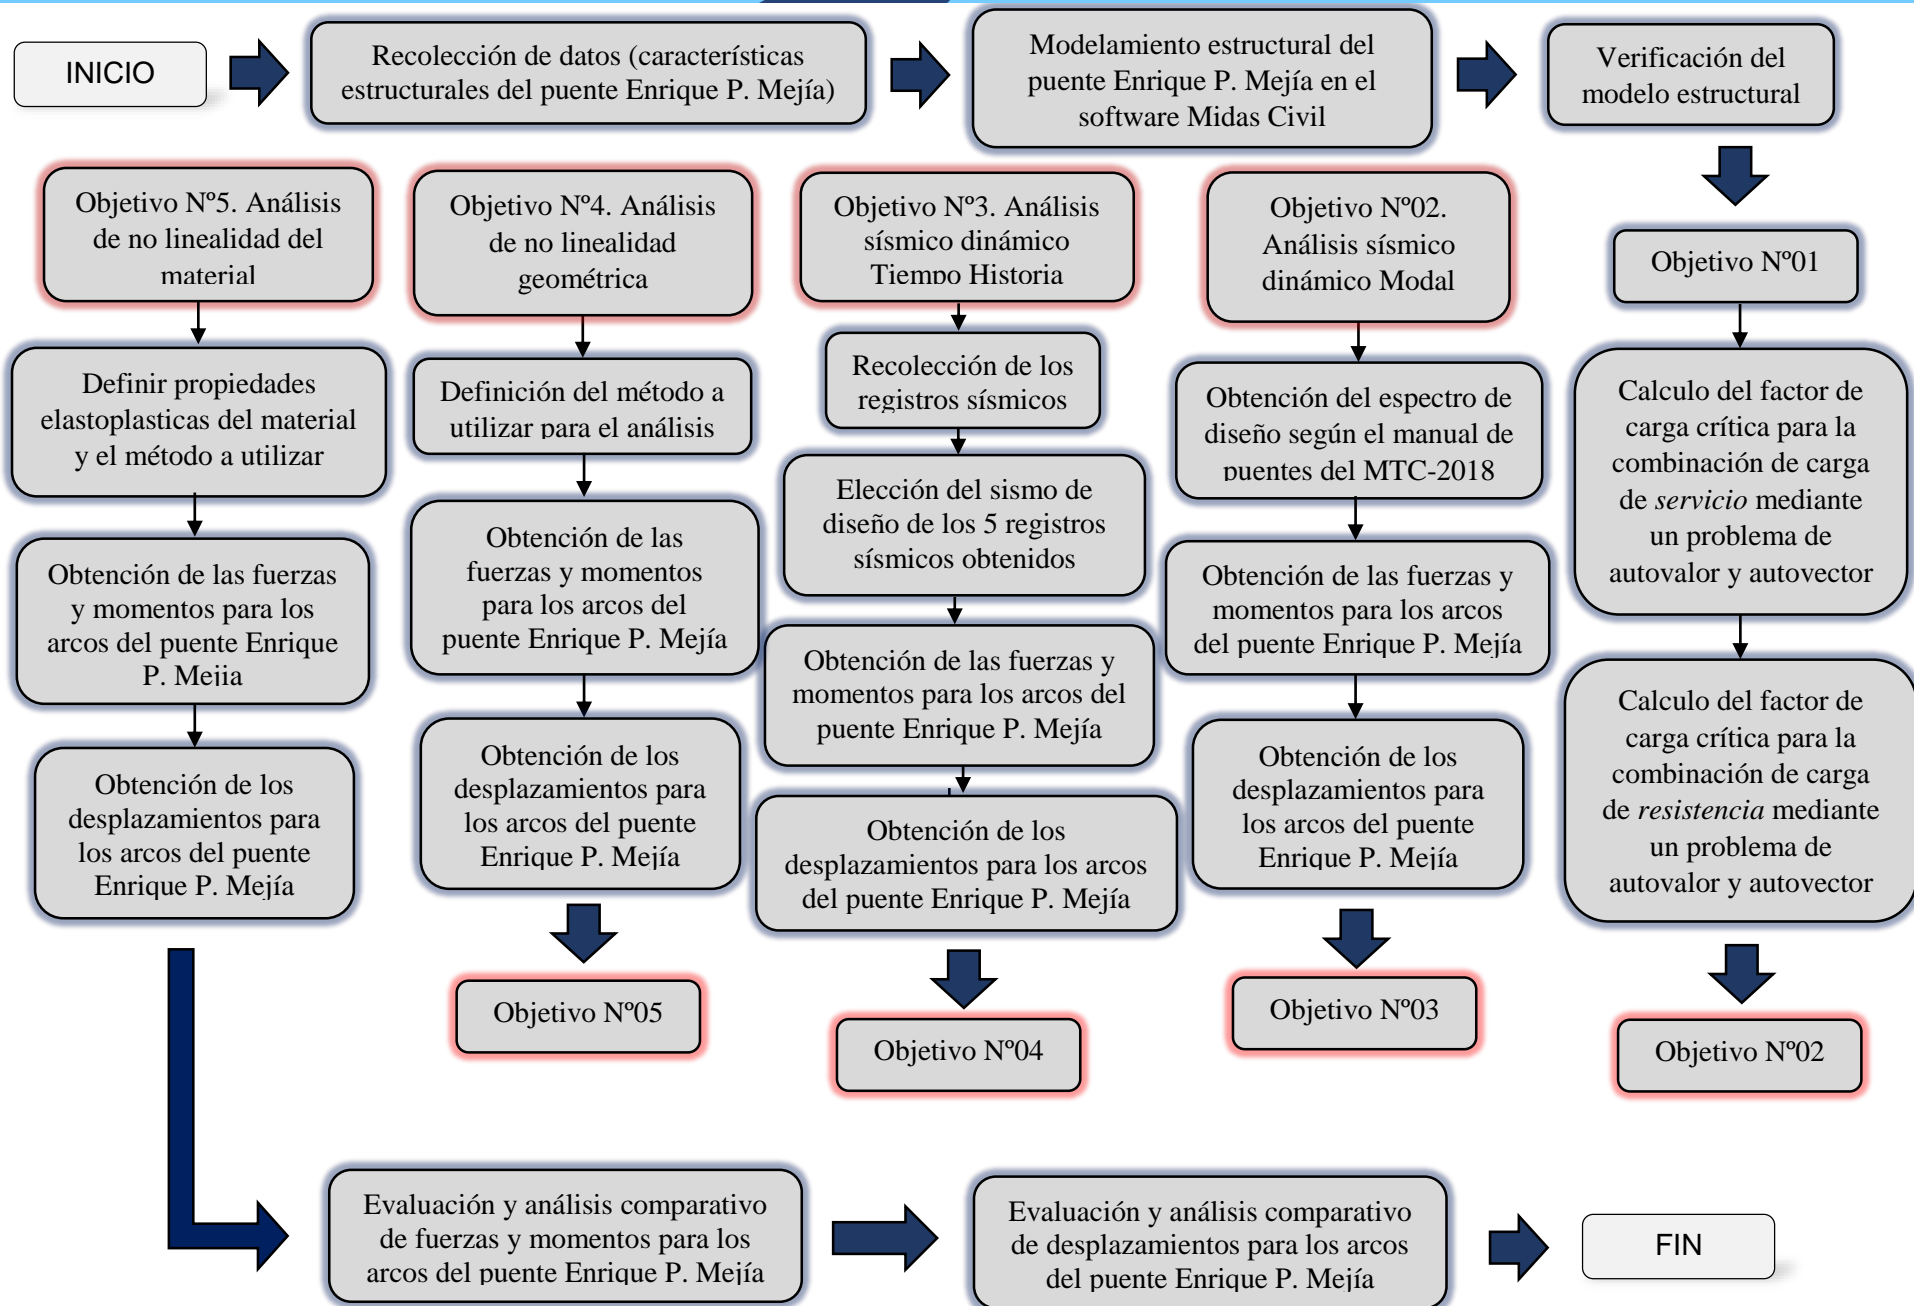 INICIO
Recolección de datos (características
estructurales del puente Enrique P. Mejía)
Modelamiento estructural del
puente Enrique P. Mejía en el
software Midas Civil
Verificación del
modelo estructural
Objetivo Nº01
Calculo del factor de
carga crítica para la
combinación de carga
de servicio mediante
un problema de
autovalor y autovector
Calculo del factor de
carga crítica para la
combinación de carga
de resistencia mediante
un problema de
autovalor y autovector
Objetivo Nº02
Objetivo Nº02.
Análisis sísmico
dinámico Modal
Obtención del espectro de
diseño según el manual de
puentes del MTC-2018
Obtención de las fuerzas y
momentos para los arcos
del puente Enrique P. Mejía
Obtención de los
desplazamientos para
los arcos del puente
Enrique P. Mejía
Objetivo Nº03
Objetivo Nº3. Análisis
sísmico dinámico
Tiempo Historia
Recolección de los
registros sísmicos
Elección del sismo de
diseño de los 5 registros
sísmicos obtenidos
Obtención de las fuerzas y
momentos para los arcos del
puente Enrique P. Mejía
Obtención de los
desplazamientos para los arcos
del puente Enrique P. Mejía
Objetivo Nº04
Objetivo Nº4. Análisis
de no linealidad
geométrica
Definición del método a
utilizar para el análisis
Obtención de las
fuerzas y momentos
para los arcos del
puente Enrique P. Mejía
Obtención de los
desplazamientos para
los arcos del puente
Enrique P. Mejía
Objetivo Nº05
Objetivo Nº5. Análisis
de no linealidad del
material
Definir propiedades
elastoplasticas del material
y el método a utilizar
Obtención de las fuerzas
y momentos para los
arcos del puente Enrique
P. Mejia
Obtención de los
desplazamientos para
los arcos del puente
Enrique P. Mejía
Evaluación y análisis comparativo
de fuerzas y momentos para los
arcos del puente Enrique P. Mejía
Evaluación y análisis comparativo
de desplazamientos para los arcos
del puente Enrique P. Mejía
FIN